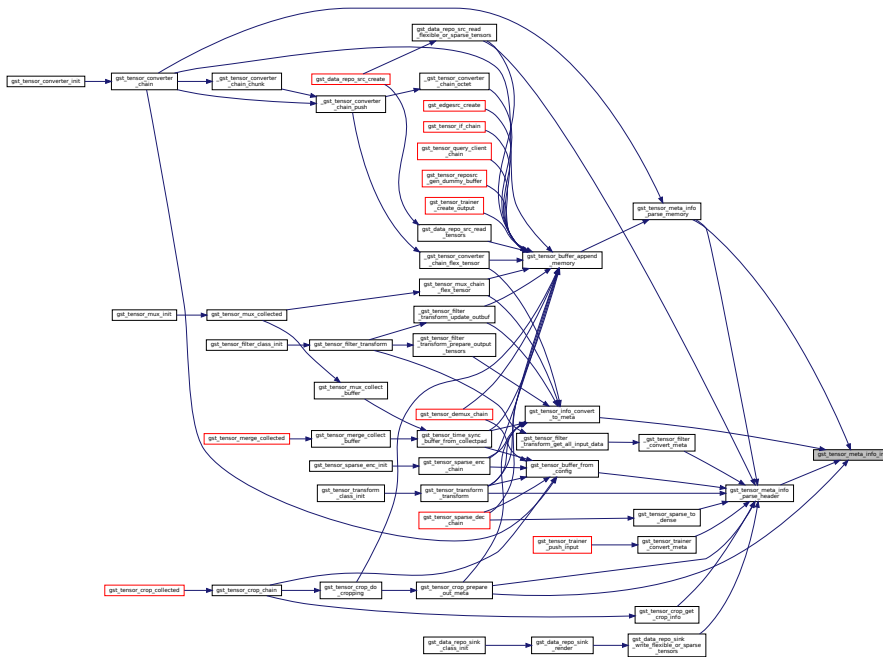 gst_data_repo_src_read
_flexible_or_sparse_tensors
gst_tensor_converter_init
gst_tensor_converter
_chain
_gst_tensor_converter
_chain_chunk
gst_data_repo_src_create
_gst_tensor_converter
_chain_octet
_gst_tensor_converter
_chain_push
gst_edgesrc_create
gst_tensor_if_chain
gst_tensor_query_client
_chain
gst_tensor_reposrc
_gen_dummy_buffer
gst_tensor_trainer
_create_output
gst_tensor_meta_info
_parse_memory
gst_data_repo_src_read
_tensors
_gst_tensor_converter
_chain_flex_tensor
gst_tensor_buffer_append
_memory
gst_tensor_mux_chain
_flex_tensor
gst_tensor_mux_init
gst_tensor_mux_collected
_gst_tensor_filter
_transform_update_outbuf
gst_tensor_filter_class_init
gst_tensor_filter_transform
_gst_tensor_filter
_transform_prepare_output
_tensors
gst_tensor_mux_collect
_buffer
gst_tensor_demux_chain
gst_tensor_info_convert
_to_meta
gst_tensor_merge_collected
gst_tensor_merge_collect
_buffer
gst_tensor_time_sync
_buffer_from_collectpad
_gst_tensor_filter
_transform_get_all_input_data
_gst_tensor_filter
_convert_meta
gst_tensor_meta_info_in
gst_tensor_sparse_enc_init
gst_tensor_sparse_enc
_chain
gst_tensor_buffer_from
_config
gst_tensor_transform
_class_init
gst_tensor_transform
_transform
gst_tensor_meta_info
_parse_header
gst_tensor_sparse_dec
_chain
gst_tensor_sparse_to
_dense
gst_tensor_trainer
_push_input
gst_tensor_trainer
_convert_meta
gst_tensor_crop_collected
gst_tensor_crop_chain
gst_tensor_crop_do
_cropping
gst_tensor_crop_prepare
_out_meta
gst_tensor_crop_get
_crop_info
gst_data_repo_sink
_class_init
gst_data_repo_sink
_render
gst_data_repo_sink
_write_flexible_or_sparse
_tensors